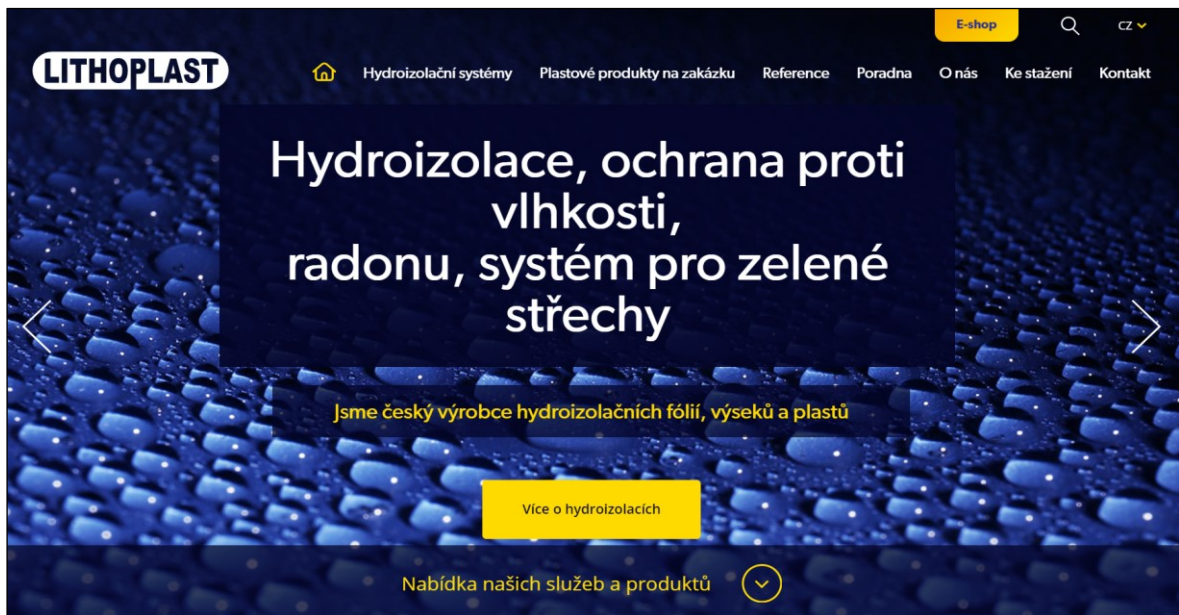 E-shop
CZ
LITHOPLAST
Hydroizolační systémy
Plastové produkty na zakázku
Reference
Poradna
O nás
Ke stažení
Kontakt
Hydroizolace, ochrana proti
vlhkosti,
radonu, systém pro zelené
střechy
Jsme český výrobce hydroizolačních fólií, výseků a plastů
Více o hydroizolacích
Nabídka našich služeb a produktů